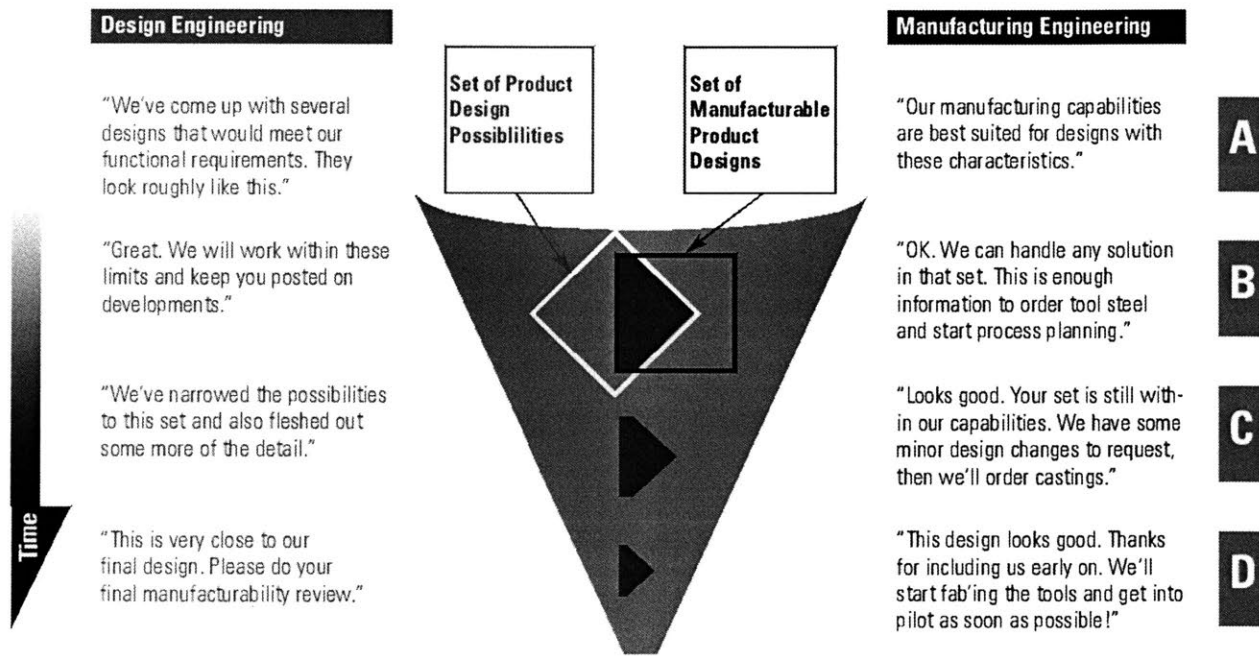 Design Engineering
Manufacturing Engineering
Set of Product
Design
Possiblilities
Set of
Manufacturable
Product
Designs
"We've come up with several
designs that would meet our
functional requirements. They
look roughly like this."
"Our manufacturing capabilities
are best suited for designs with
these characteristics."
A
"Great. We will work within these
limits and keep you posted on
developments."
"OK. We can handle any solution
in that set. This is enough
information to order tool steel
and start process planning."
B
"We've narrowed the possibilities
to this set and also fleshed out
some more of the detail."
"Looks good. Your set is still with-
in our capabilities. We have some
minor design changes to request,
then we'll order castings."
C
Time
"This is very close to our
final design. Please do your
final manufacturability review."
"This design looks good. Thanks
for including us early on. We'll
start fab'ing the tools and get into
pilot as soon as possible!"
D